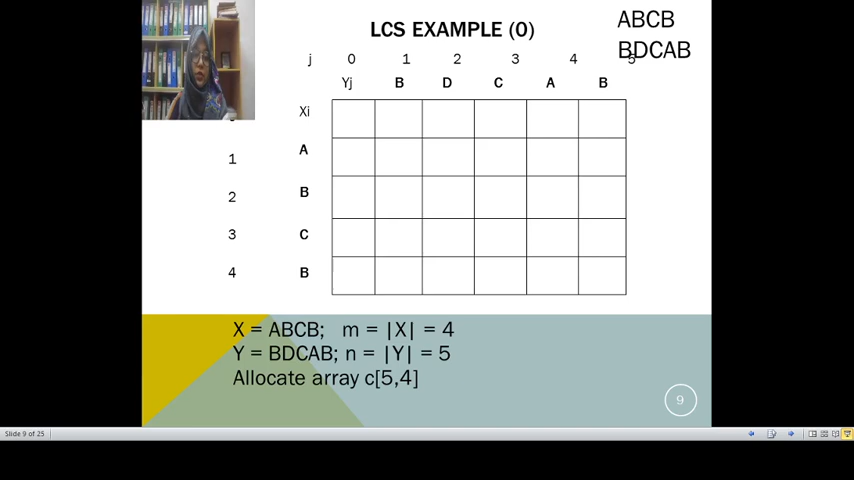 LCS EXAMPLE (0)
ABCB
BDCAB
j 0 1 2 3 4 5
Yj B D C A B
Xi
1 A
2 B
3 C
4 B
X = ABCB; m = |X| = 4
Y = BDCAB; n = |Y| = 5
Allocate array c[5,4]
9
Slide 9 of 25